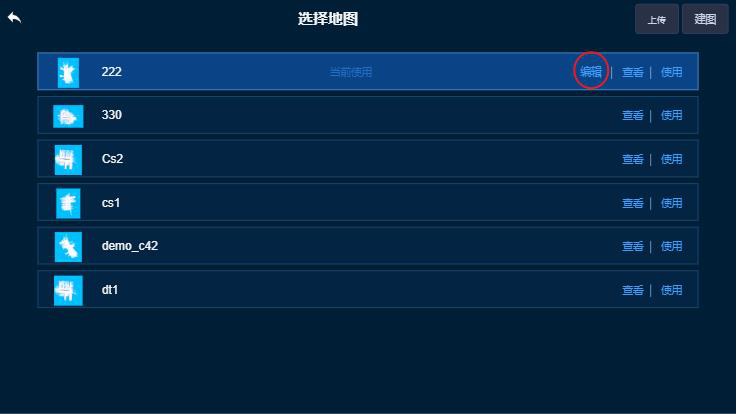 选择地图
上传 建图
222 当前使用 编辑 | 查看 | 使用
330 查看 | 使用
Cs2 查看 | 使用
cs1 查看 | 使用
demo_c42 查看 | 使用
dt1 查看 | 使用